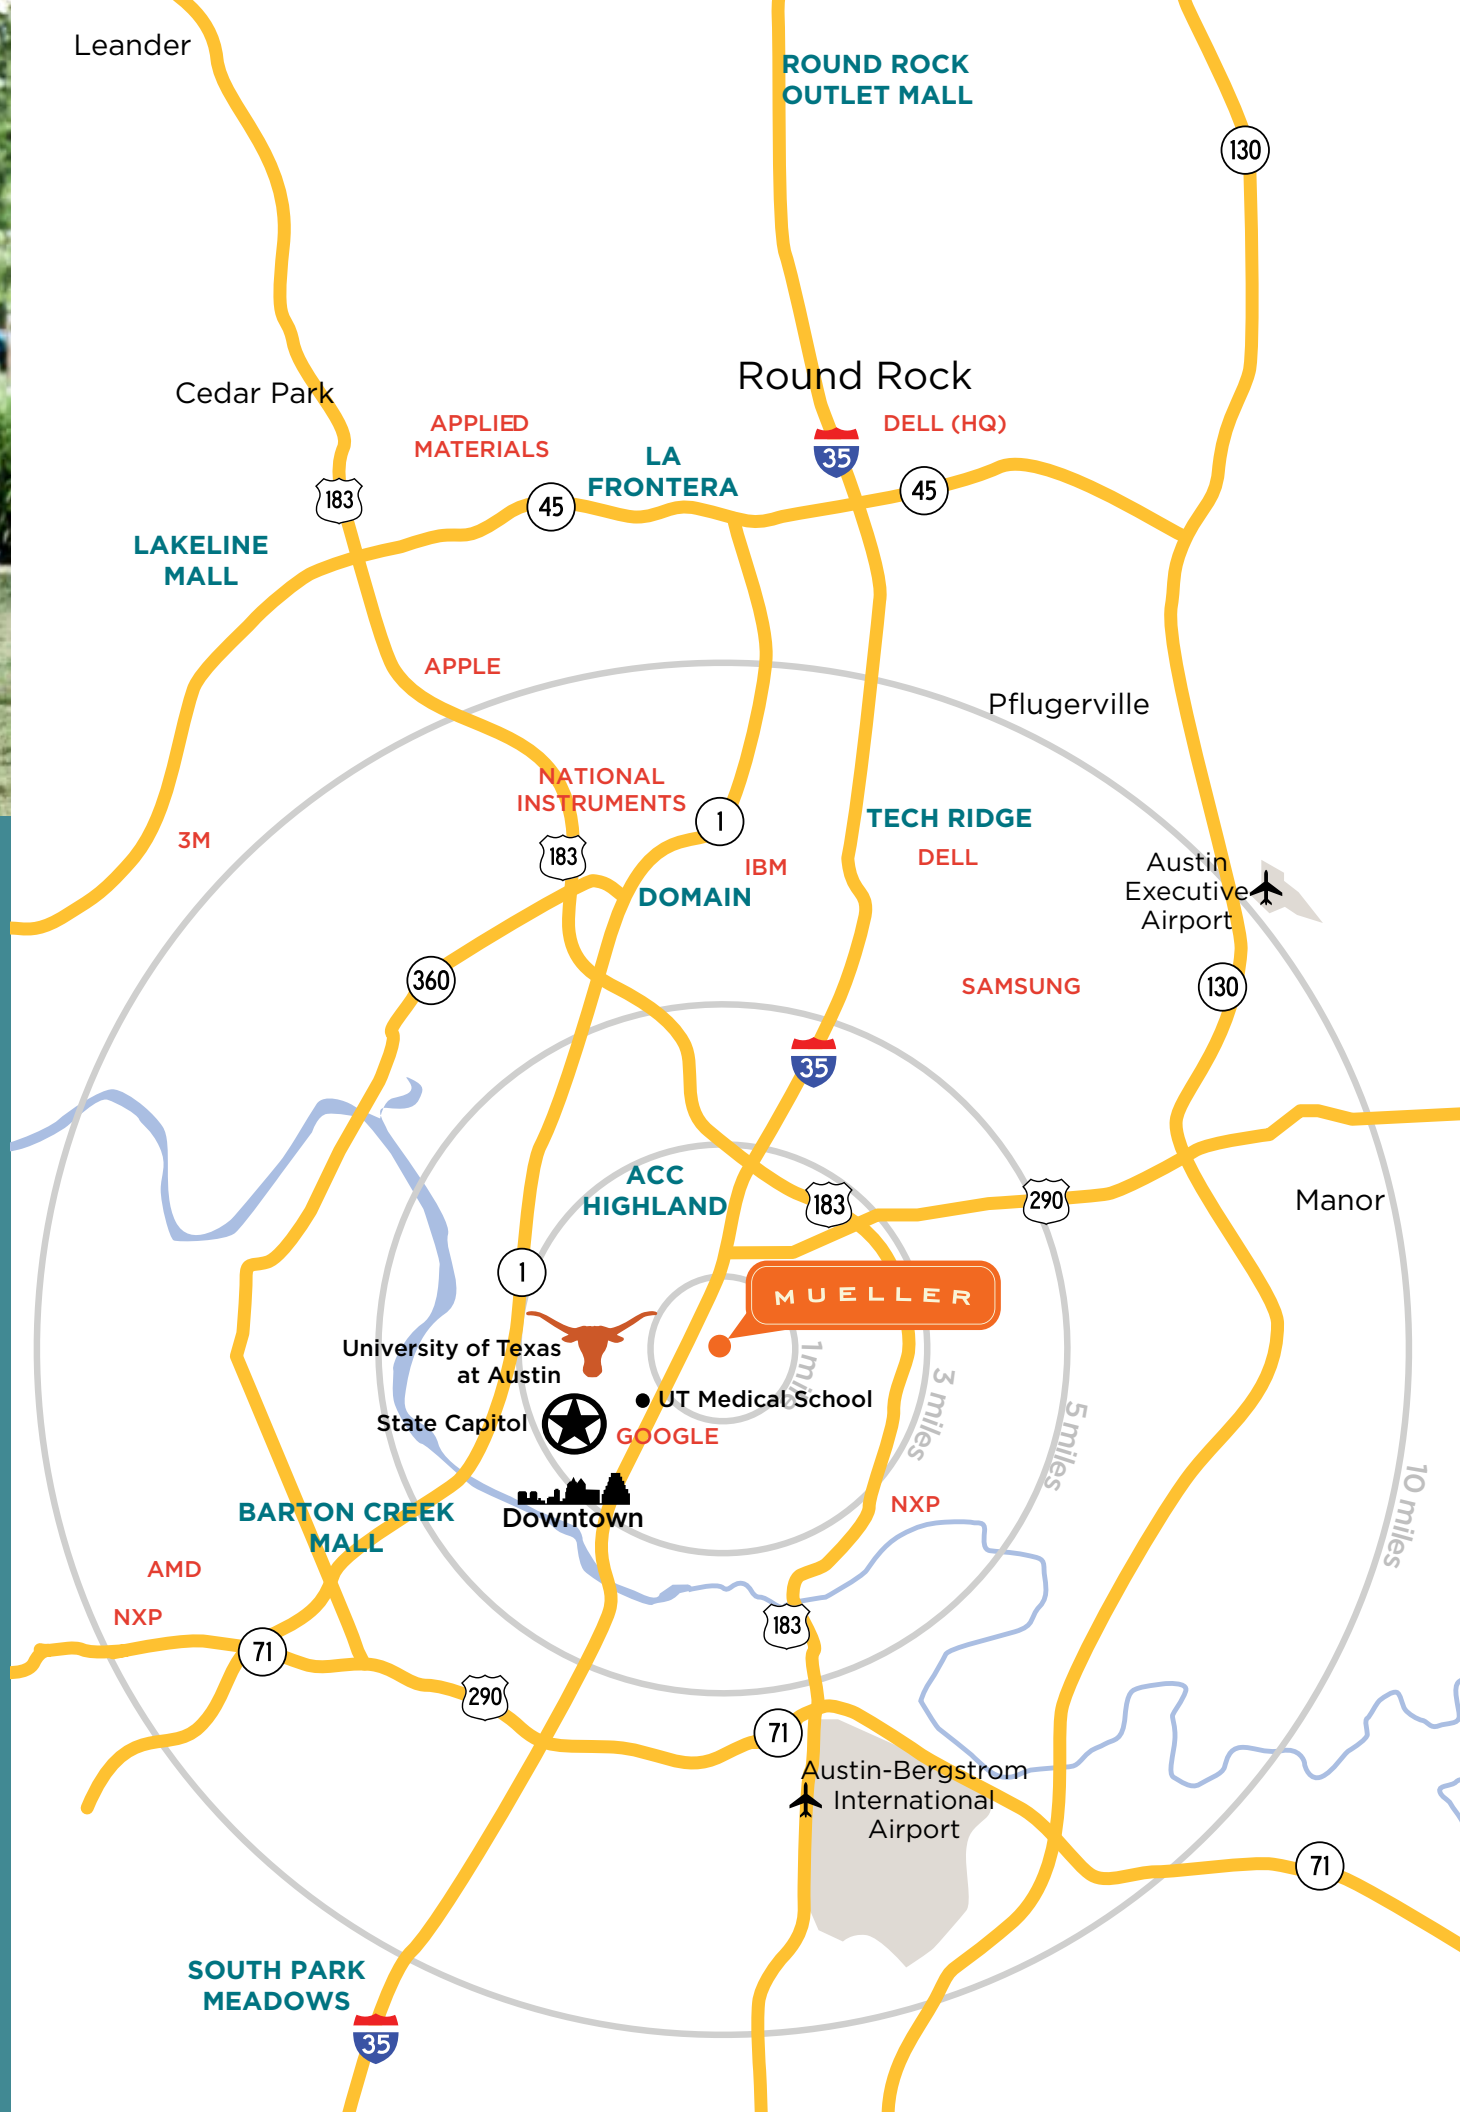 Leander
ROUND ROCK
OUTLET MALL
130
Round Rock
Cedar Park
APPLIED
MATERIALS
DELL (HQ)
LA
FRONTERA
35
183
45
45
LAKELINE
MALL
APPLE
Pflugerville
NATIONAL
INSTRUMENTS
1
TECH RIDGE
3M
183
IBM
DELL
Austin
Executive
Airport
DOMAIN
360
SAMSUNG
130
35
ACC
HIGHLAND
183
290
Manor
1
MUELLER
University of Texas
at Austin
1 mile
UT Medical School
3 miles
State Capitol
GOOGLE
5 miles
BARTON CREEK
MALL
Downtown
NXP
10 miles
AMD
NXP
183
71
290
71
Austin-Bergstrom
International
Airport
71
SOUTH PARK
MEADOWS
35